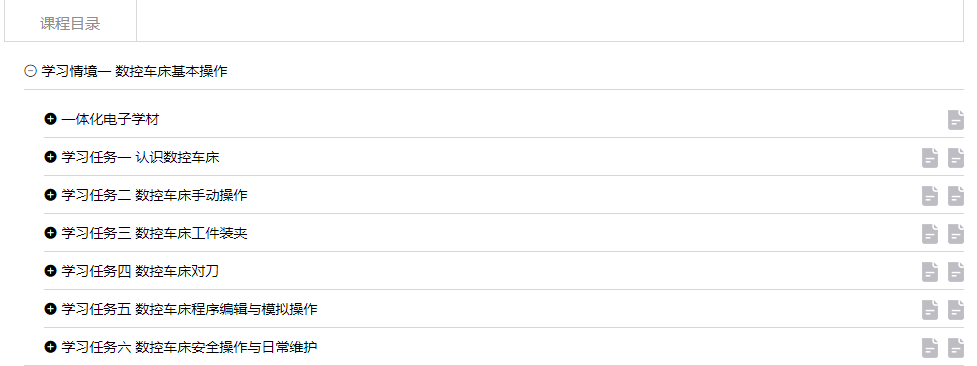 课程目录
学习情境一 数控车床基本操作
一体化电子学材
学习任务一 认识数控车床
学习任务二 数控车床手动操作
学习任务三 数控车床工件装夹
学习任务四 数控车床对刀
学习任务五 数控车床程序编辑与模拟操作
学习任务六 数控车床安全操作与日常维护